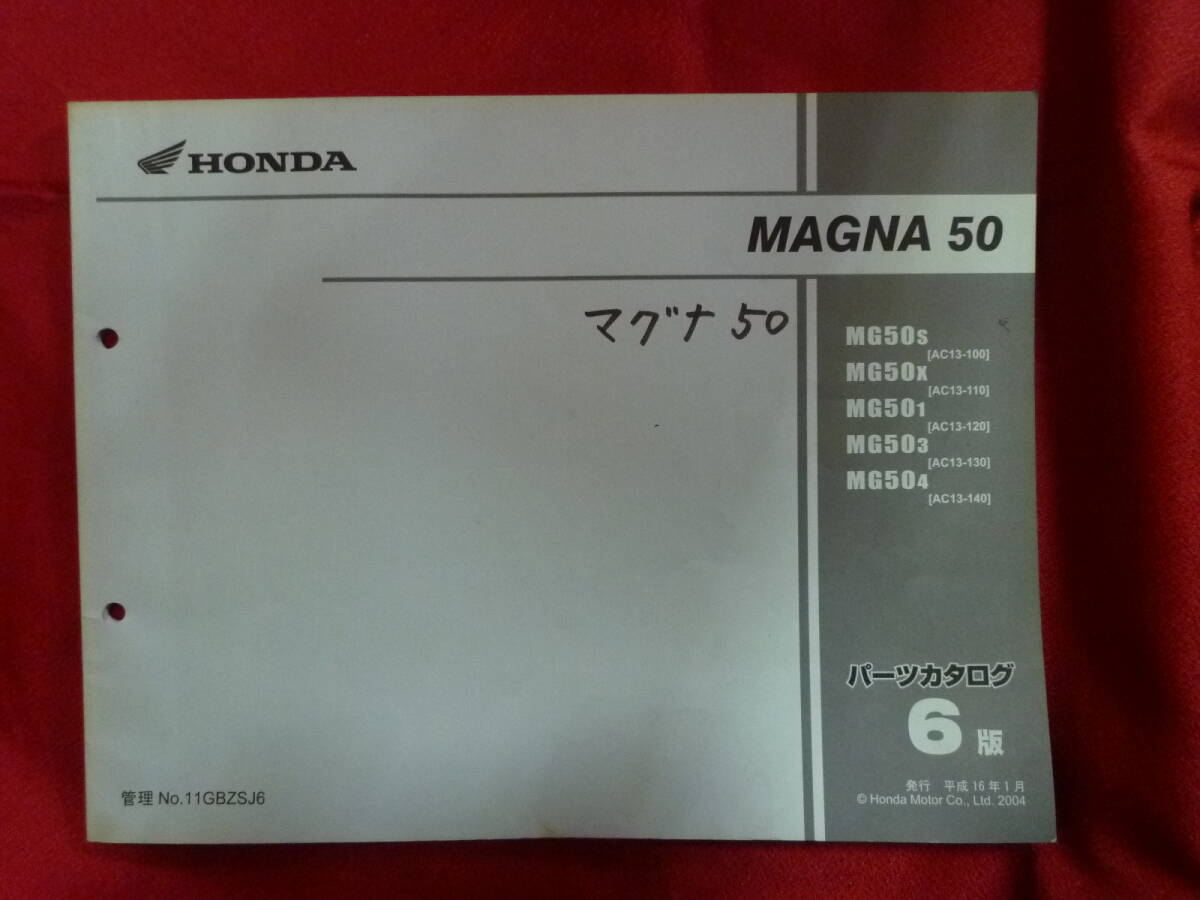 HONDA
MAGNA 50
マグナ 50
MG50S
[AC13-100]
MG50X
[AC13-110]
MG501
[AC13-120]
MG503
[AC13-130]
MG504
[AC13-140]
パーツカタログ
6 版
管理 No.11GBZSJ6
発行 平成16年1月
© Honda Motor Co., Ltd. 2004